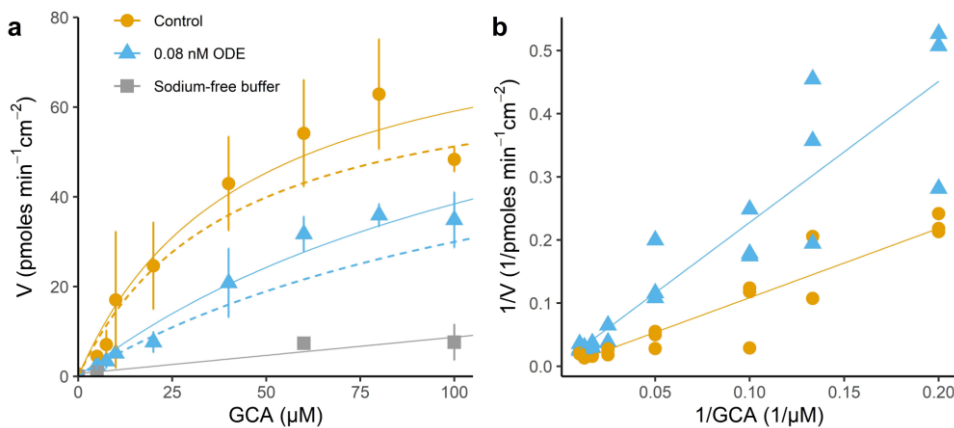 a
Control
0.08 nM ODE
Sodium-free buffer
V (pmoles min⁻¹cm⁻²)
80
60
40
20
0
0 25 50 75 100
GCA (µM)
b
1/V (1/pmoles min⁻¹cm⁻²)
0.5
0.4
0.3
0.2
0.1
0.0
0.05 0.10 0.15 0.20
1/GCA (1/µM)